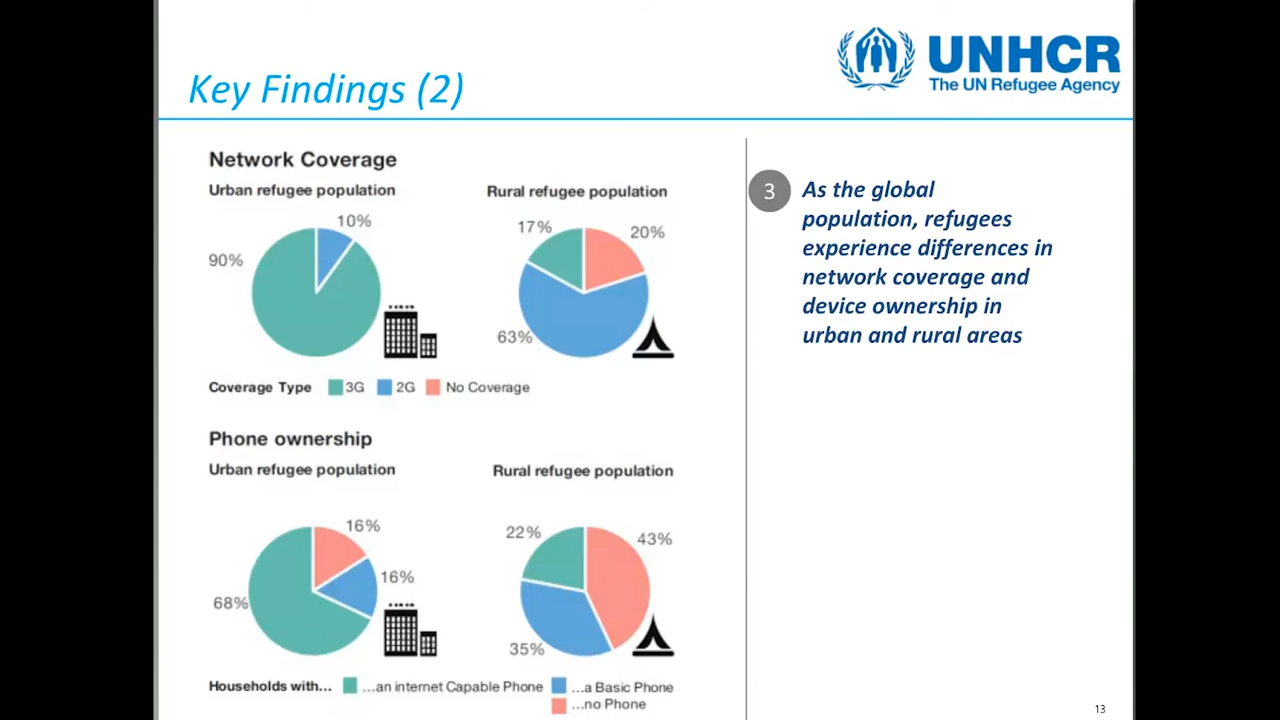 Key Findings (2)
UNHCR
The UN Refugee Agency
Network Coverage
Urban refugee population
Rural refugee population
10%
90%
17%
20%
63%
Coverage Type 3G 2G No Coverage
Phone ownership
Urban refugee population
Rural refugee population
16%
16%
68%
22%
43%
35%
Households with... ...an internet Capable Phone ...a Basic Phone
...no Phone
3
As the global
population, refugees
experience differences in
network coverage and
device ownership in
urban and rural areas
13